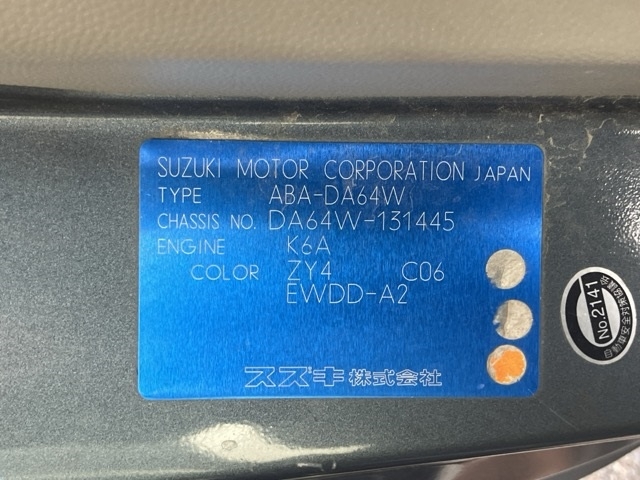 SUZUKI MOTOR CORPORATION JAPAN
TYPE ABA-DA64W
CHASSIS NO. DA64W-131445
ENGINE K6A
COLOR ZY4 C06
EWDD-A2
スズキ株式会社
No.2141